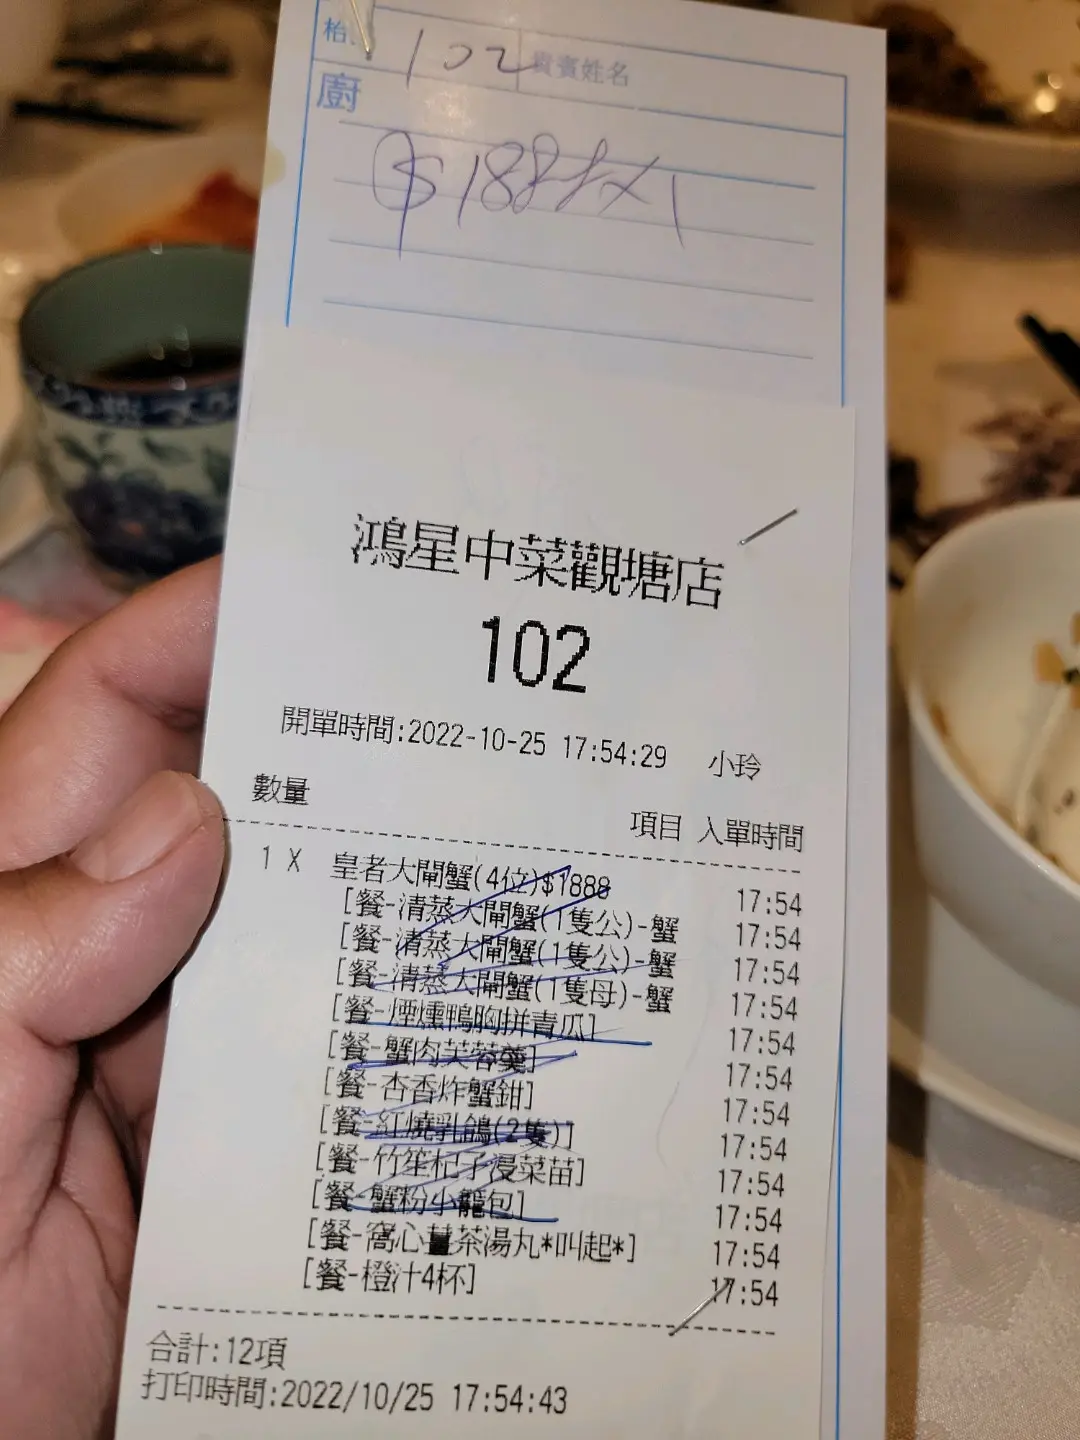 枱 102 貴賓姓名
廚
$1888 x 1
鴻星中菜觀塘店
102
開單時間:2022-10-25 17:54:29 小玲
數量 項目 入單時間
1 X 皇者大閘蟹(4位)$1888 17:54
[餐-清蒸大閘蟹(1隻公)-蟹 17:54
[餐-清蒸大閘蟹(1隻公)-蟹 17:54
[餐-清蒸大閘蟹(1隻母)-蟹 17:54
[餐-煙燻鴨胸拼青瓜] 17:54
[餐-蟹肉芙蓉羹] 17:54
[餐-杏香炸蟹鉗] 17:54
[餐-紅燒乳鴿(2隻)] 17:54
[餐-竹笙杞子浸菜苗] 17:54
[餐-蟹粉小籠包] 17:54
[餐-窩心薑茶湯丸*叫起*] 17:54
[餐-橙汁4杯] 17:54
合計:12項
打印時間:2022/10/25 17:54:43